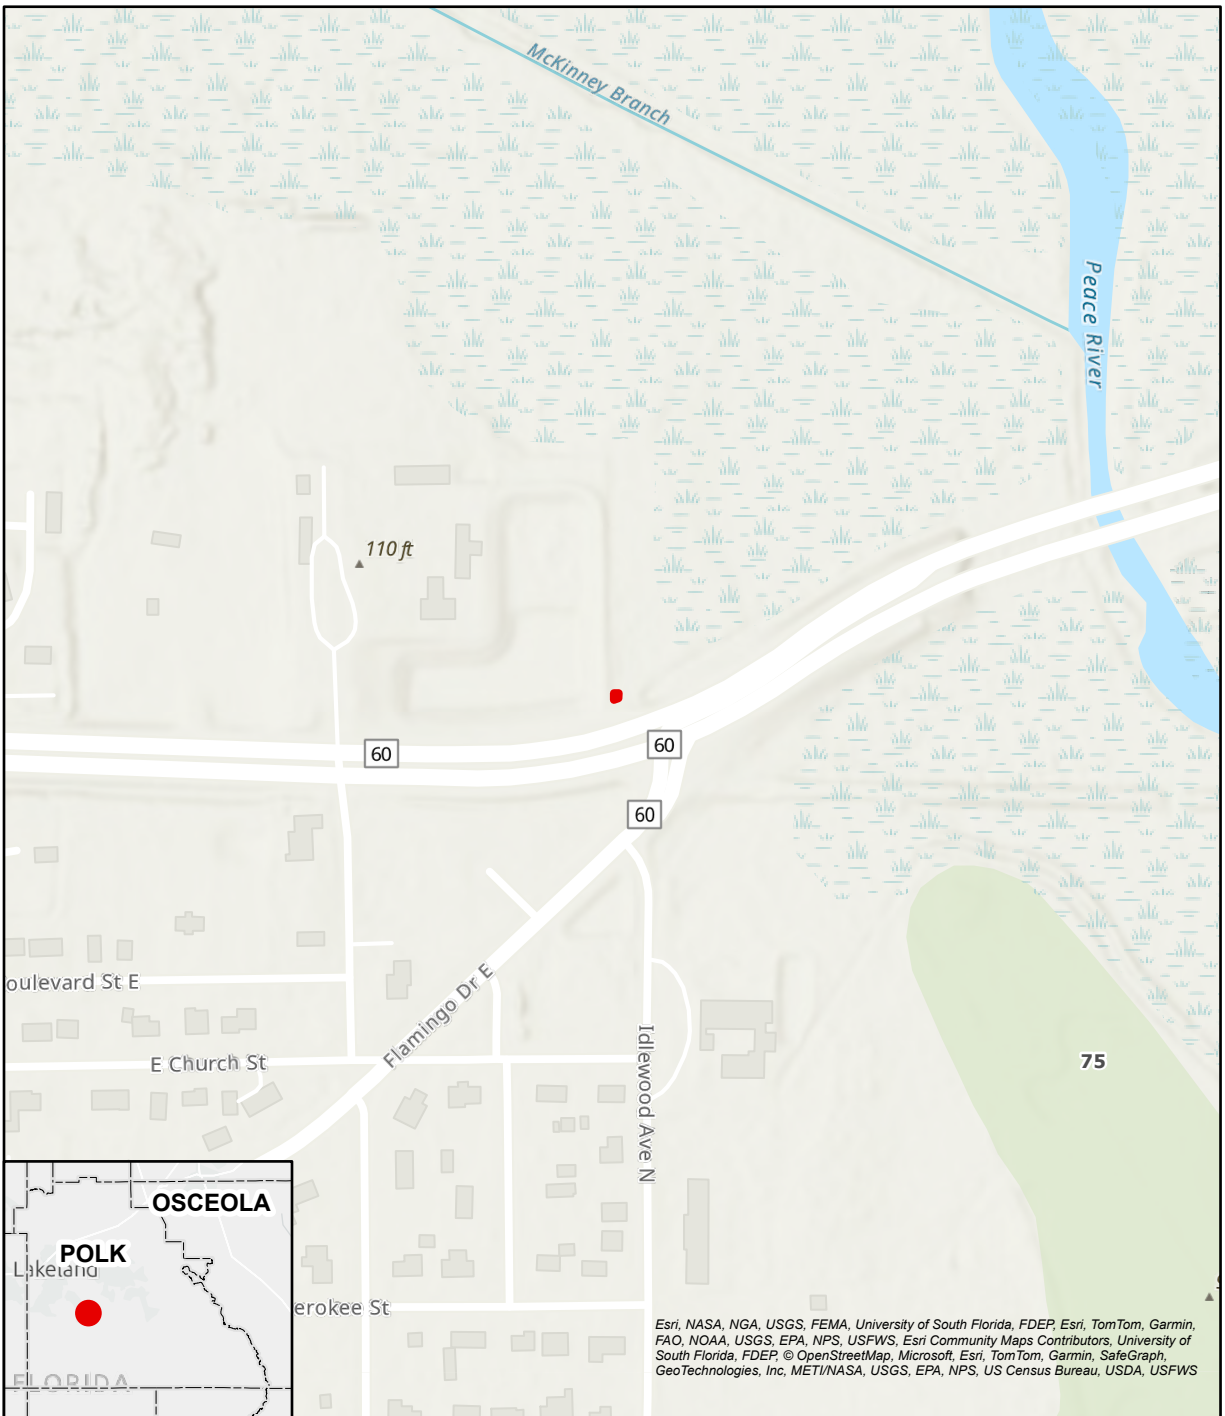 McKinney Branch
Peace River
110 ft
60
60
60
oulevard St E
Flamingo Dr E
E Church St
Idlewood Ave N
75
OSCEOLA
POLK
Lakeland
FLORIDA
erokee St
Esri, NASA, NGA, USGS, FEMA, University of South Florida, FDEP, Esri, TomTom, Garmin,
FAO, NOAA, USGS, EPA, NPS, USFWS, Esri Community Maps Contributors, University of
South Florida, FDEP, © OpenStreetMap, Microsoft, Esri, TomTom, Garmin, SafeGraph,
GeoTechnologies, Inc, METI/NASA, USGS, EPA, NPS, US Census Bureau, USDA, USFWS